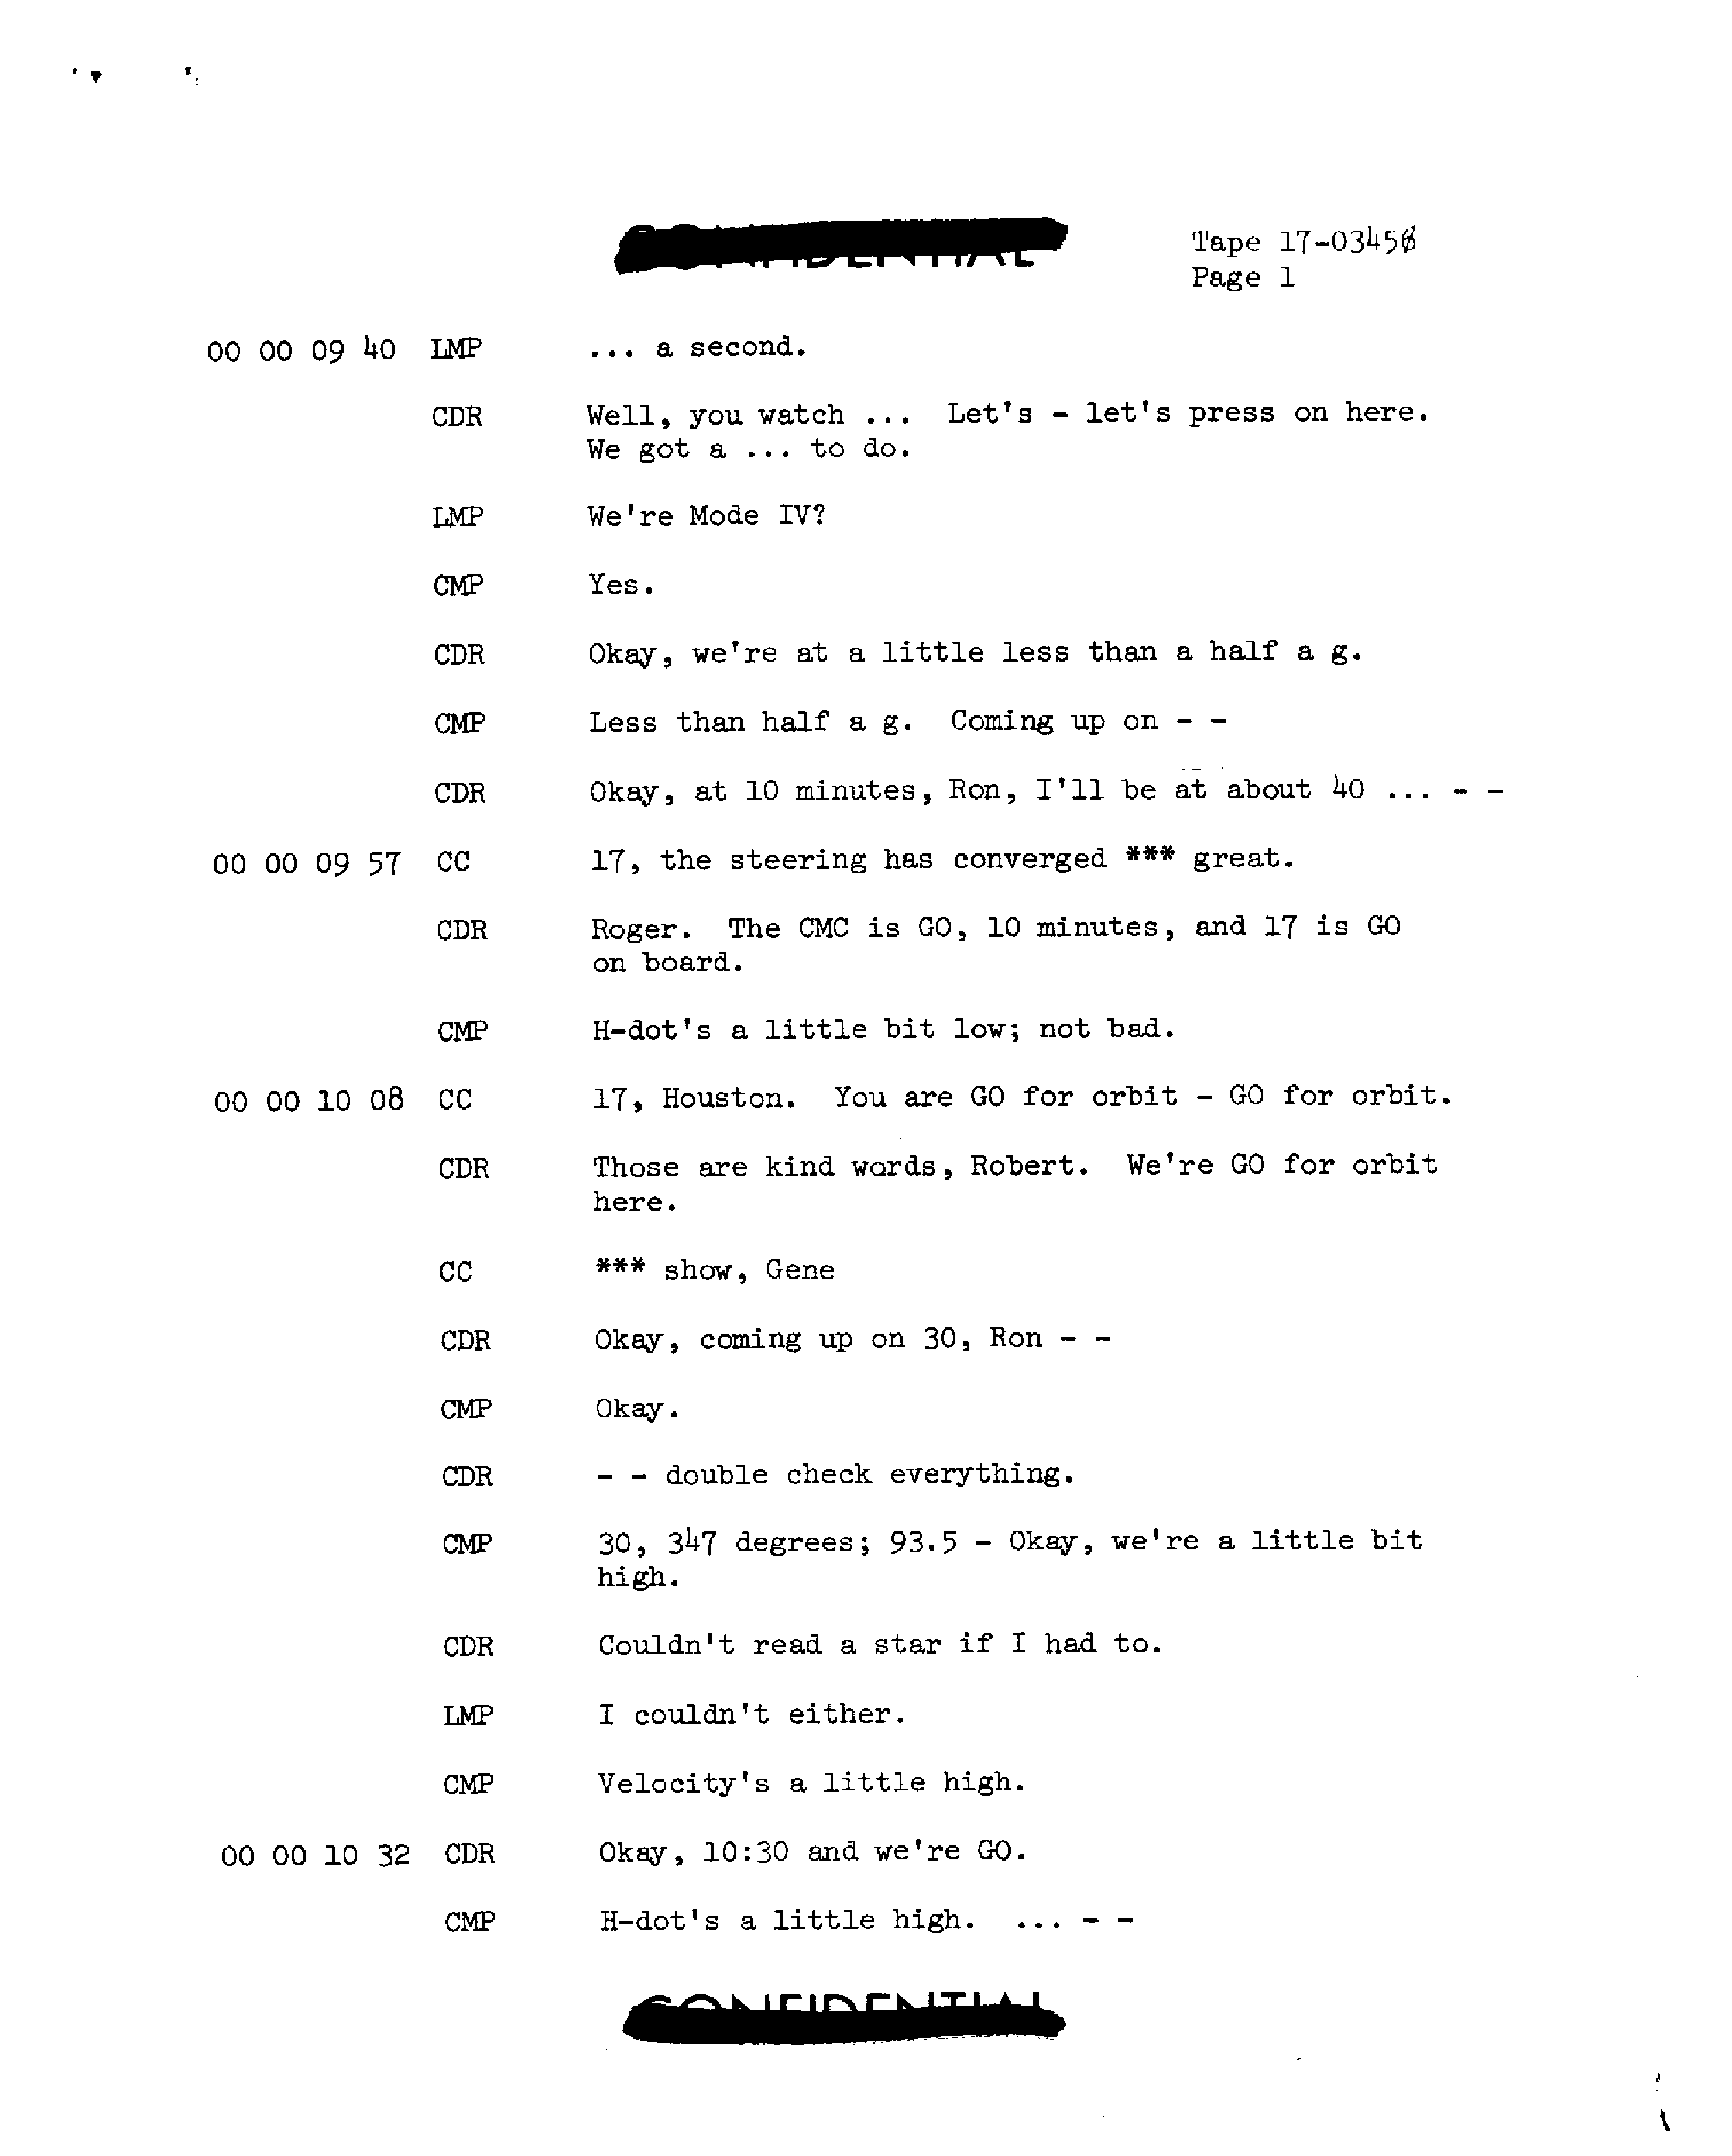 CONFIDENTIAL
Tape 17-03456
Page 1
00 00 09 40 LMP ... a second.
CDR Well, you watch ... Let's - let's press on here.
We got a ... to do.
LMP We're Mode IV?
CMP Yes.
CDR Okay, we're at a little less than a half a g.
CMP Less than half a g. Coming up on - -
CDR Okay, at 10 minutes, Ron, I'll be at about 40 ... - -
00 00 09 57 CC 17, the steering has converged *** great.
CDR Roger. The CMC is GO, 10 minutes, and 17 is GO
on board.
CMP H-dot's a little bit low; not bad.
00 00 10 08 CC 17, Houston. You are GO for orbit - GO for orbit.
CDR Those are kind words, Robert. We're GO for orbit
here.
CC *** show, Gene
CDR Okay, coming up on 30, Ron - -
CMP Okay.
CDR - - double check everything.
CMP 30, 347 degrees; 93.5 - Okay, we're a little bit
high.
CDR Couldn't read a star if I had to.
LMP I couldn't either.
CMP Velocity's a little high.
00 00 10 32 CDR Okay, 10:30 and we're GO.
CMP H-dot's a little high. ... - -
CONFIDENTIAL